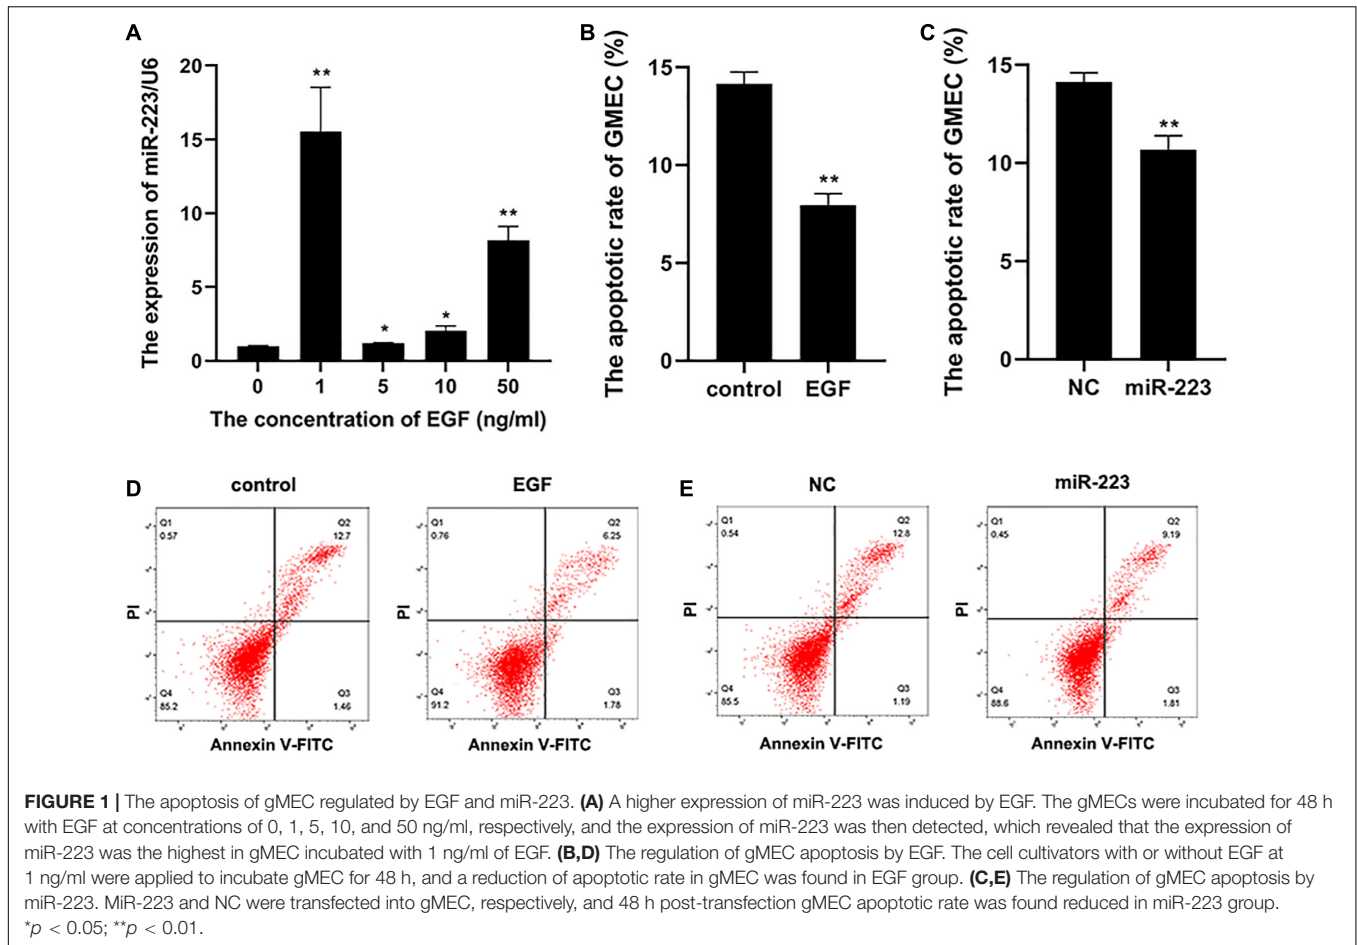 A
The expression of miR-223/U6
20
15
10
5
0
**
*
*
**
0 1 5 10 50
The concentration of EGF (ng/ml)
B
The apoptotic rate of GMEC (%)
15
10
5
0
**
control EGF
C
The apoptotic rate of GMEC (%)
15
10
5
0
**
NC miR-223
D
control
PI
Q1
0.57
Q2
12.7
Q4
85.2
Q3
1.46
Annexin V-FITC
EGF
PI
Q1
0.76
Q2
6.25
Q4
91.2
Q3
1.78
Annexin V-FITC
E
NC
PI
Q1
0.54
Q2
12.8
Q4
85.5
Q3
1.19
Annexin V-FITC
miR-223
PI
Q1
0.45
Q2
9.19
Q4
88.6
Q3
1.81
Annexin V-FITC
FIGURE 1 | The apoptosis of gMEC regulated by EGF and miR-223. (A) A higher expression of miR-223 was induced by EGF. The gMECs were incubated for 48 h
with EGF at concentrations of 0, 1, 5, 10, and 50 ng/ml, respectively, and the expression of miR-223 was then detected, which revealed that the expression of
miR-223 was the highest in gMEC incubated with 1 ng/ml of EGF. (B,D) The regulation of gMEC apoptosis by EGF. The cell cultivators with or without EGF at
1 ng/ml were applied to incubate gMEC for 48 h, and a reduction of apoptotic rate in gMEC was found in EGF group. (C,E) The regulation of gMEC apoptosis by
miR-223. MiR-223 and NC were transfected into gMEC, respectively, and 48 h post-transfection gMEC apoptotic rate was found reduced in miR-223 group.
*p < 0.05; **p < 0.01.